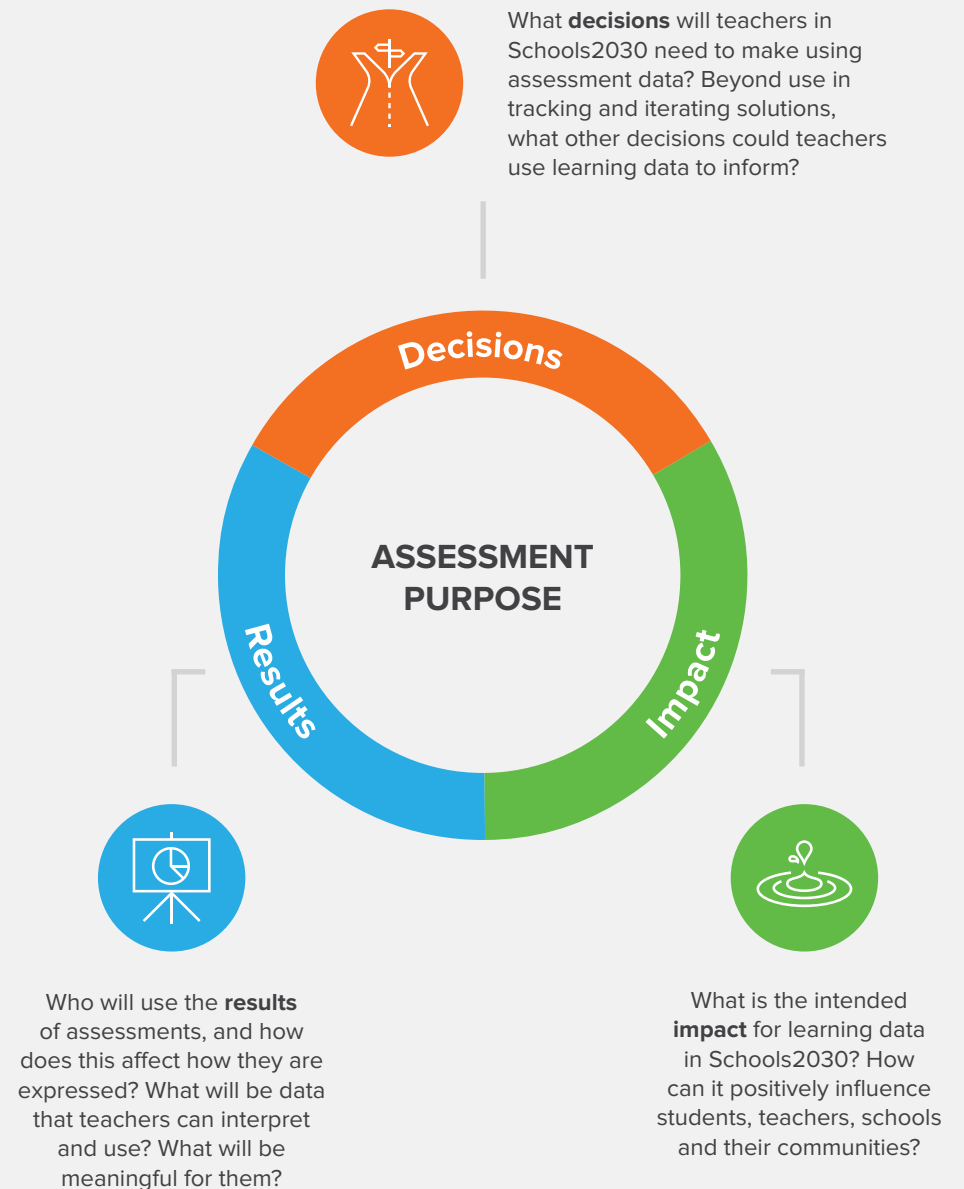 What decisions will teachers in
Schools2030 need to make using
assessment data? Beyond use in
tracking and iterating solutions,
what other decisions could teachers
use learning data to inform?
Decisions
ASSESSMENT
PURPOSE
Results
Impact
Who will use the results
of assessments, and how
does this affect how they are
expressed? What will be data
that teachers can interpret
and use? What will be
meaningful for them?
What is the intended
impact for learning data
in Schools2030? How
can it positively influence
students, teachers, schools
and their communities?